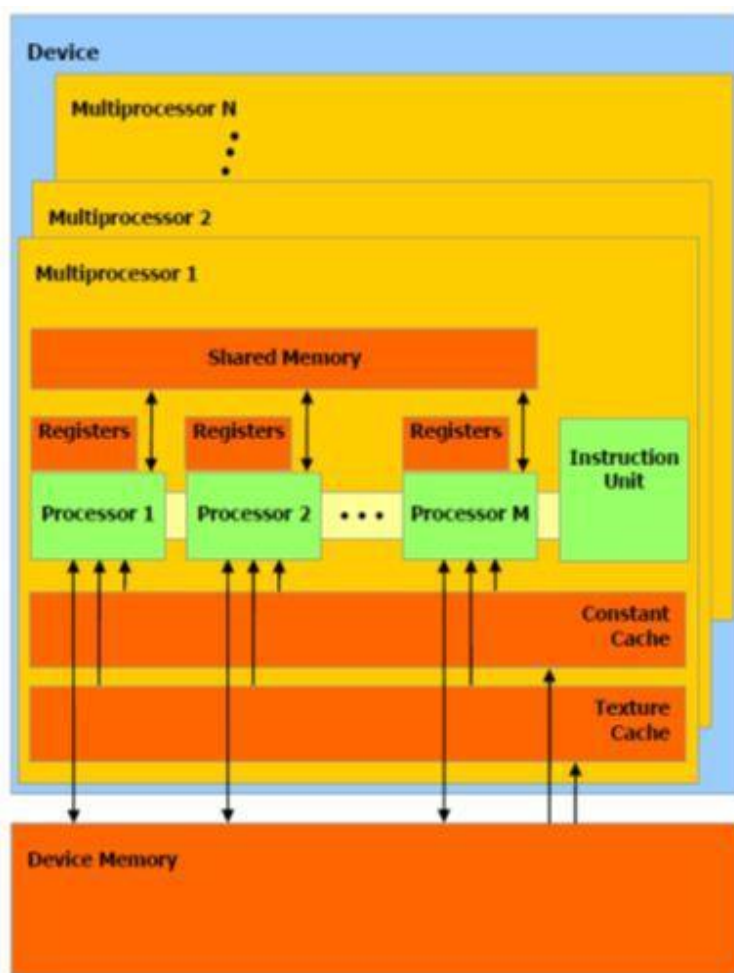 Device
Multiprocessor N
Multiprocessor 2
Multiprocessor 1
Shared Memory
Registers
Registers
Registers
Instruction
Unit
Processor 1
Processor 2
Processor M
Constant
Cache
Texture
Cache
Device Memory